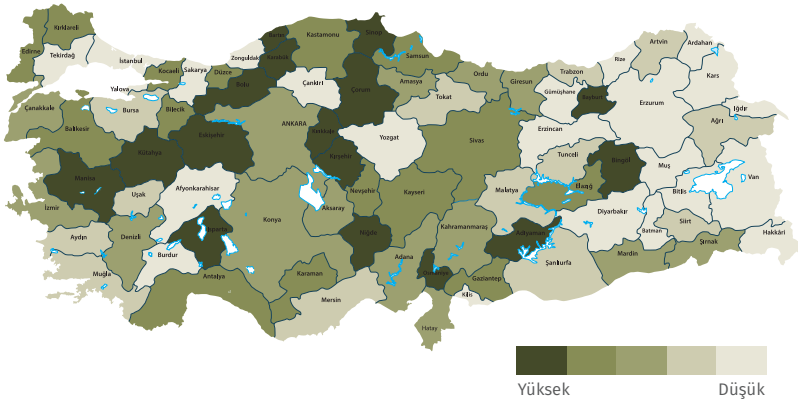 Kırklareli
Edirne
Tekirdağ
İstanbul
Zonguldak
Bartın
Kastamonu
Sinop
Samsun
Artvin
Ardahan
Rize
Kars
Trabzon
Ordu
Giresun
Gümüşhane
Bayburt
Erzurum
Iğdır
Ağrı
Yalova
Kocaeli
Sakarya
Düzce
Bolu
Karabük
Çankırı
Çorum
Amasya
Tokat
Çanakkale
Bursa
Bilecik
Balıkesir
Eskişehir
ANKARA
Kırıkkale
Yozgat
Sivas
Erzincan
Tunceli
Bingöl
Muş
Kütahya
Kırşehir
Manisa
Uşak
Afyonkarahisar
Nevşehir
Kayseri
Malatya
Elazığ
Bitlis
Van
İzmir
Aksaray
Konya
Kahramanmaraş
Diyarbakır
Siirt
Batman
Hakkâri
Aydın
Denizli
Isparta
Burdur
Niğde
Adana
Adıyaman
Şanlıurfa
Mardin
Şırnak
Muğla
Antalya
Karaman
Mersin
Osmaniye
Gaziantep
Kilis
Hatay
Yüksek
Düşük